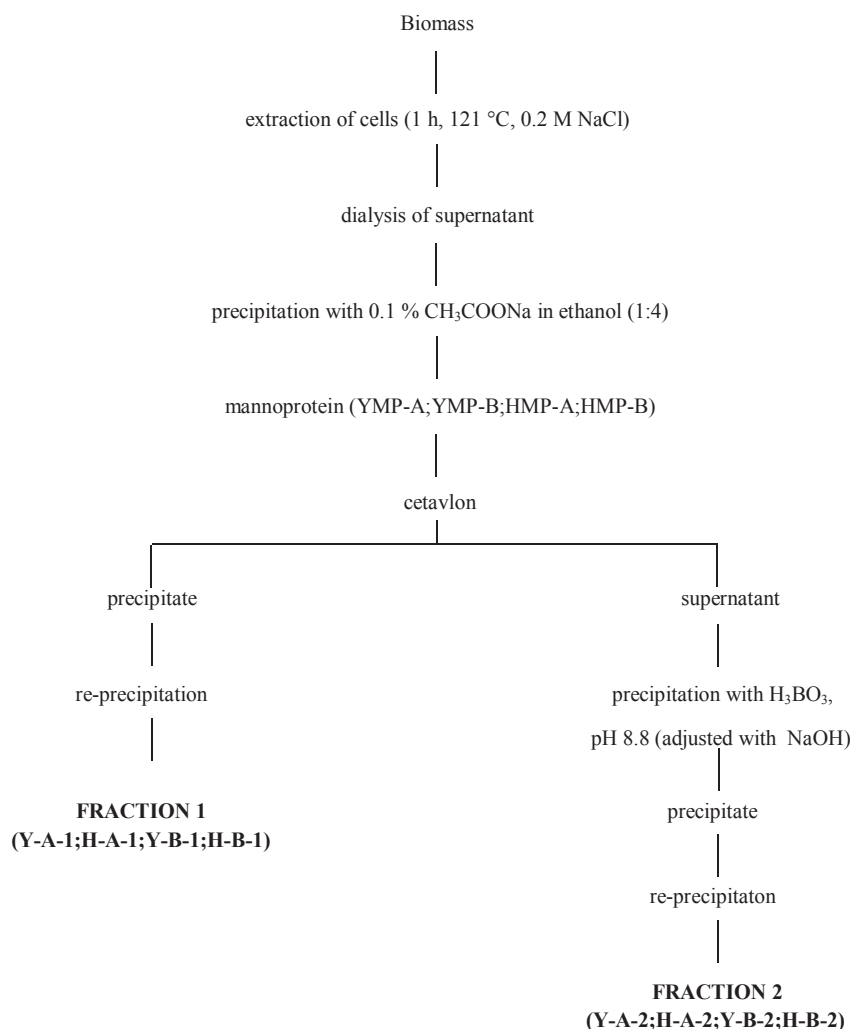 Biomass
extraction of cells (1 h, 121 °C, 0.2 M NaCl)
dialysis of supernatant
precipitation with 0.1 % CH₃COONa in ethanol (1:4)
mannoprotein (YMP-A;YMP-B;HMP-A;HMP-B)
cetavlon
precipitate
re-precipitation
FRACTION 1
(Y-A-1;H-A-1;Y-B-1;H-B-1)
supernatant
precipitation with H₃BO₃,
pH 8.8 (adjusted with NaOH)
precipitate
re-precipitaton
FRACTION 2
(Y-A-2;H-A-2;Y-B-2;H-B-2)